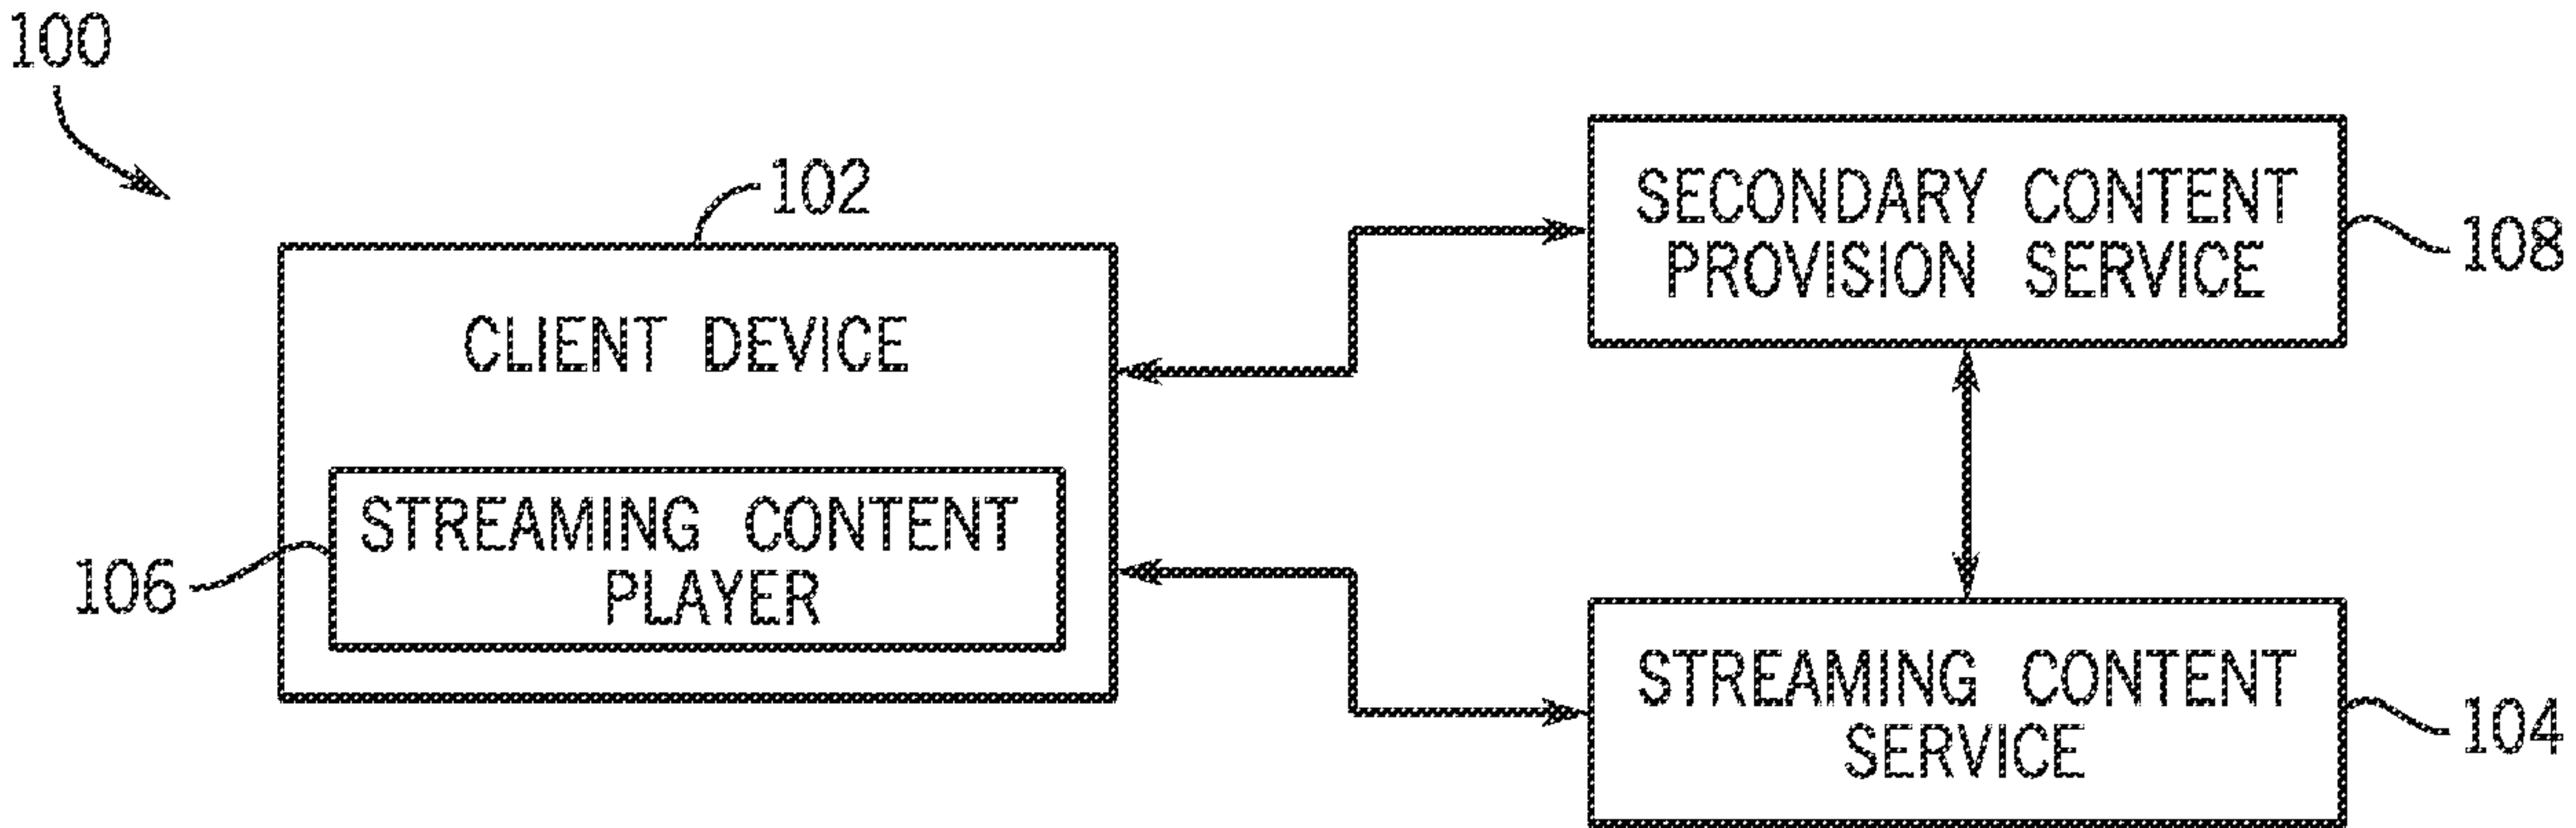 100
102
CLIENT DEVICE
STREAMING CONTENT
PLAYER
106
SECONDARY CONTENT
PROVISION SERVICE
108
STREAMING CONTENT
SERVICE
104